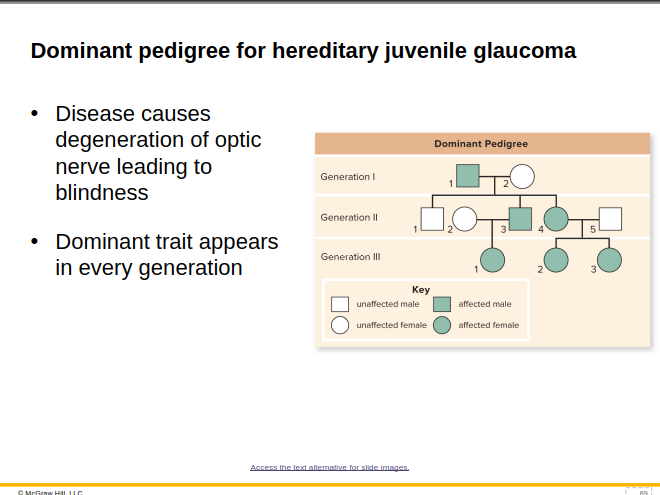 Dominant pedigree for hereditary juvenile glaucoma
• Disease causes
degeneration of optic
nerve leading to
blindness
• Dominant trait appears
in every generation
Dominant Pedigree
Generation I
1 2
Generation II
1 2 3 4 5
Generation III
1 2 3
Key
unaffected male affected male
unaffected female affected female
Access the text alternative for slide images.
© McGraw Hill, LLC
69